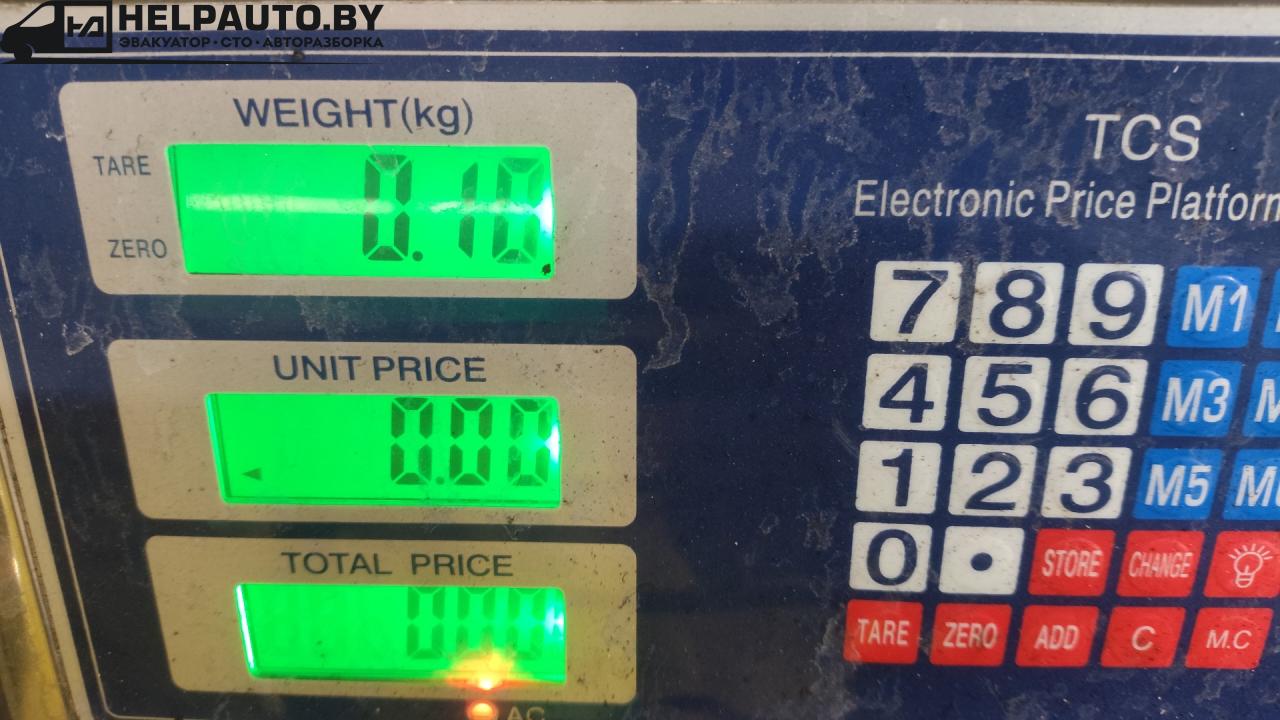 HELPAUTO.BY
ЭВАКУАТОР · СТО · АВТОРАЗБОРКА
WEIGHT(kg)
TARE
0.10
ZERO
UNIT PRICE
0.00
TOTAL PRICE
0.00
AC
TCS
Electronic Price Platform
7 8 9 M1
4 5 6 M3
1 2 3 M5
0 . STORE CHANGE
TARE ZERO ADD C M.C